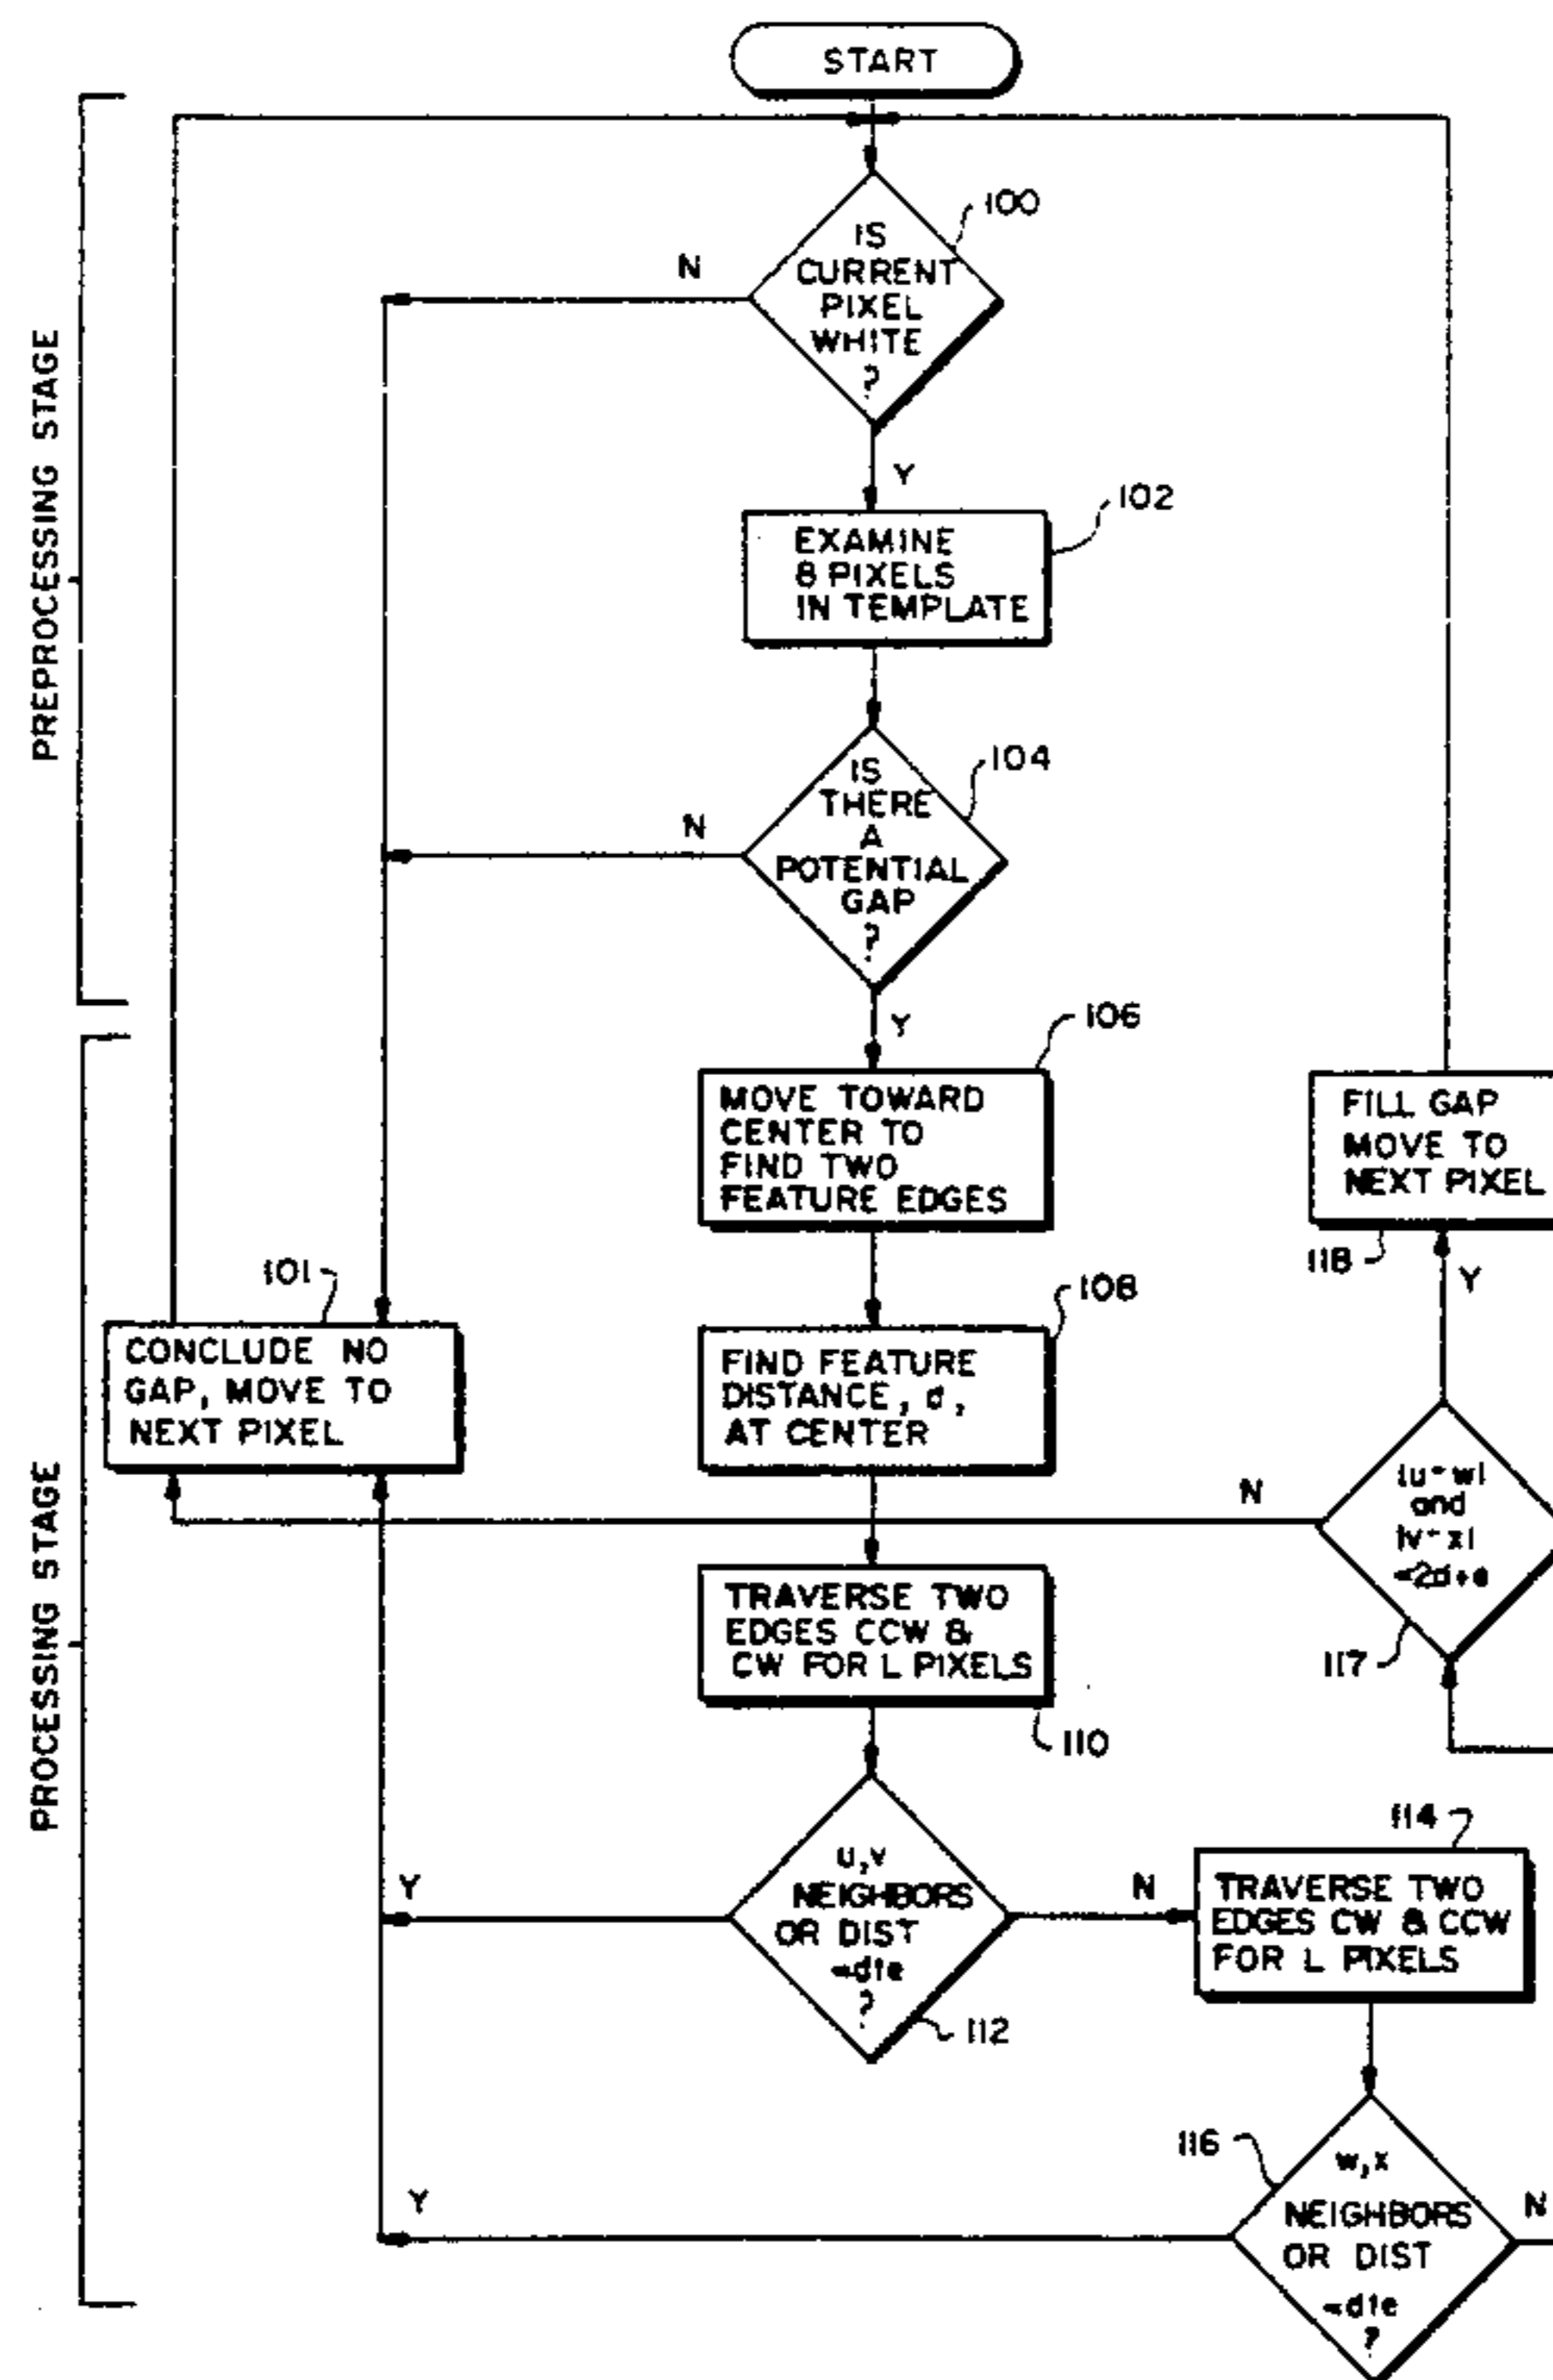 START
PREPROCESSING STAGE
100
IS
CURRENT
PIXEL
WHITE
?
N
Y
102
EXAMINE
8 PIXELS
IN TEMPLATE
104
IS
THERE
A
POTENTIAL
GAP
?
N
Y
PROCESSING STAGE
106
MOVE TOWARD
CENTER TO
FIND TWO
FEATURE EDGES
FILL GAP
MOVE TO
NEXT PIXEL
118
Y
101
CONCLUDE NO
GAP, MOVE TO
NEXT PIXEL
108
FIND FEATURE
DISTANCE, d,
AT CENTER
N
|u-w|
and
|v-x|
117
TRAVERSE TWO
EDGES CCW &
CW FOR L PIXELS
110
u,v
NEIGHBORS
OR DIST
?
112
Y
N
114
TRAVERSE TWO
EDGES CW & CCW
FOR L PIXELS
116
w,x
NEIGHBORS
OR DIST
?
Y
N